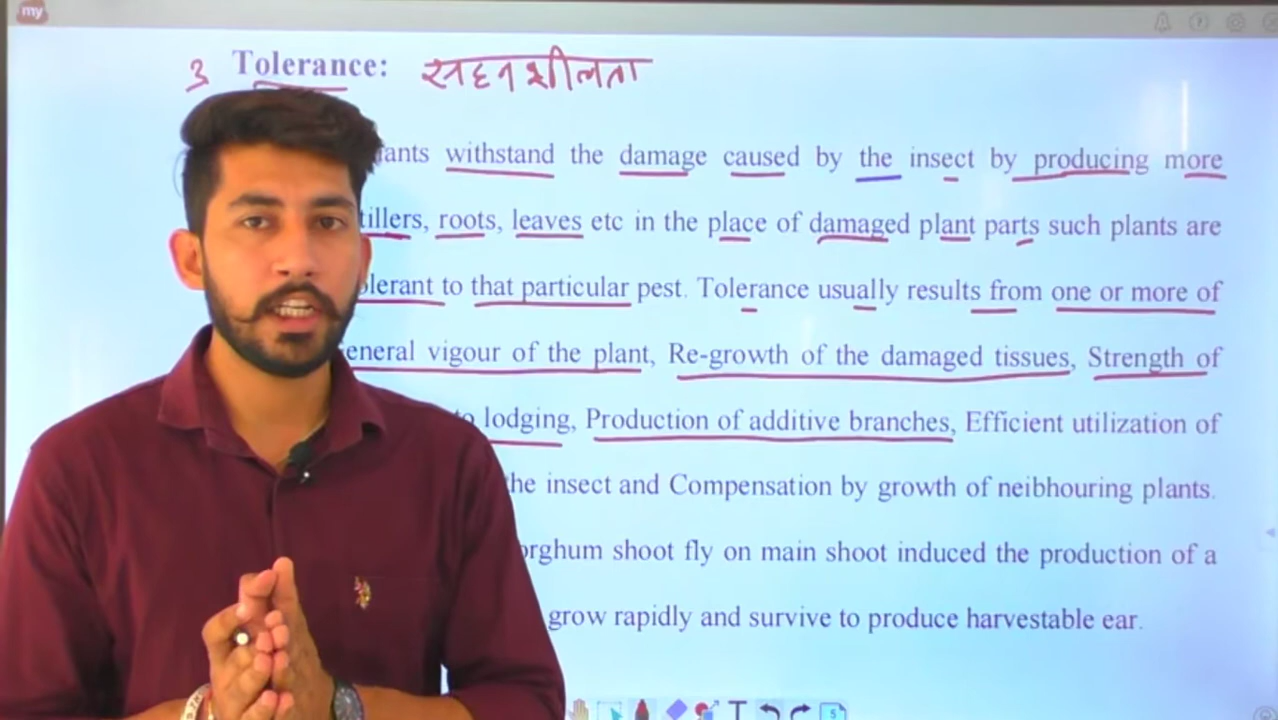 my
3 Tolerance: सहनशीलता
withstand the damage caused by the insect by producing more
tillers, roots, leaves etc in the place of damaged plant parts such plants are
to that particular pest. Tolerance usually results from one or more of
vigour of the plant, Re-growth of the damaged tissues, Strength of
to lodging, Production of additive branches, Efficient utilization of
the insect and Compensation by growth of neibhouring plants.
shoot fly on main shoot induced the production of a
grow rapidly and survive to produce harvestable ear.
T 5